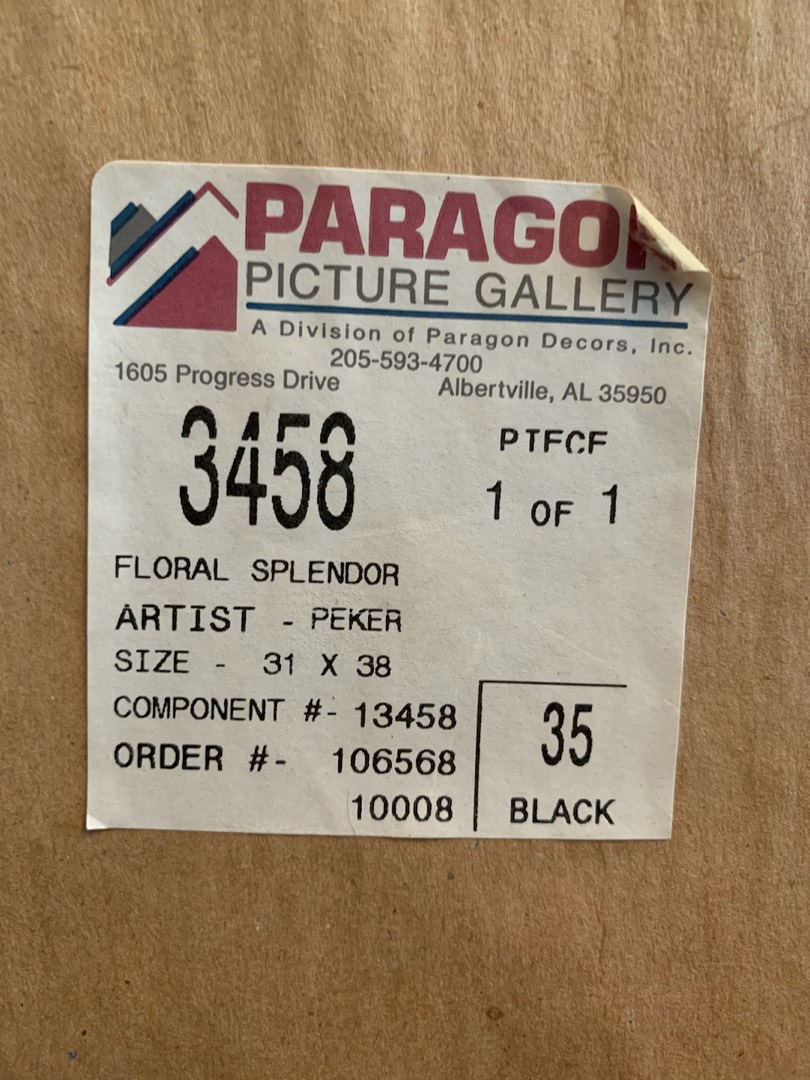 PARAGON
PICTURE GALLERY
A Division of Paragon Decors, Inc.
205-593-4700
1605 Progress Drive Albertville, AL 35950
3458 PTFCF
1 OF 1
FLORAL SPLENDOR
ARTIST - PEKER
SIZE - 31 X 38
COMPONENT #- 13458
ORDER #- 106568
10008
35
BLACK